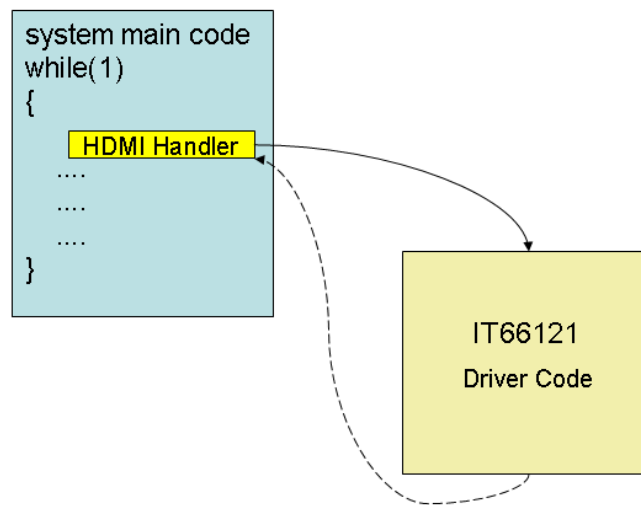 system main code
while(1)
{
HDMI Handler
....
....
....
}
IT66121
Driver Code